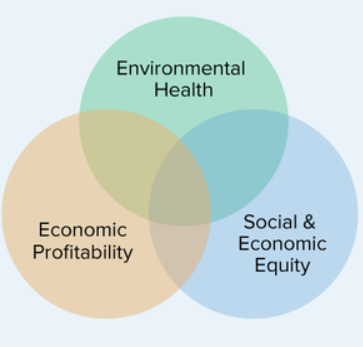 Environmental
Health
Economic
Profitability
Social &
Economic
Equity